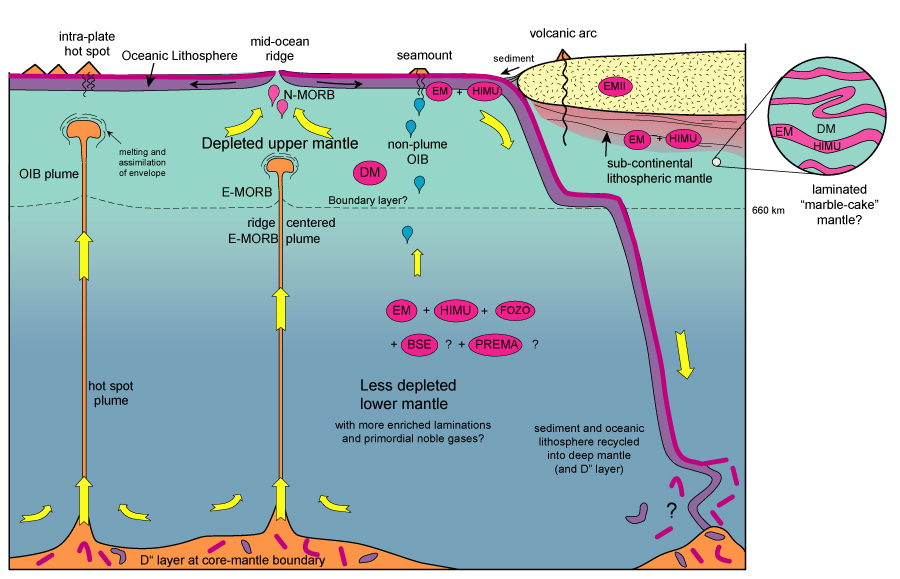 intra-plate
hot spot
Oceanic Lithosphere
mid-ocean
ridge
seamount
volcanic arc
sediment
N-MORB
EM + HIMU
EMII
Depleted upper mantle
non-plume
OIB
EM + HIMU
sub-continental
lithospheric mantle
EM
DM
HIMU
laminated
“marble-cake”
mantle?
melting and
assimilation
of envelope
OIB plume
DM
E-MORB
Boundary layer?
660 km
ridge centered
E-MORB plume
EM + HIMU + FOZO
+ BSE ? + PREMA ?
hot spot
plume
Less depleted
lower mantle
with more enriched laminations
and primordial noble gases?
sediment and oceanic
lithosphere recycled
into deep mantle
(and D" layer)
?
D“ layer at core-mantle boundary